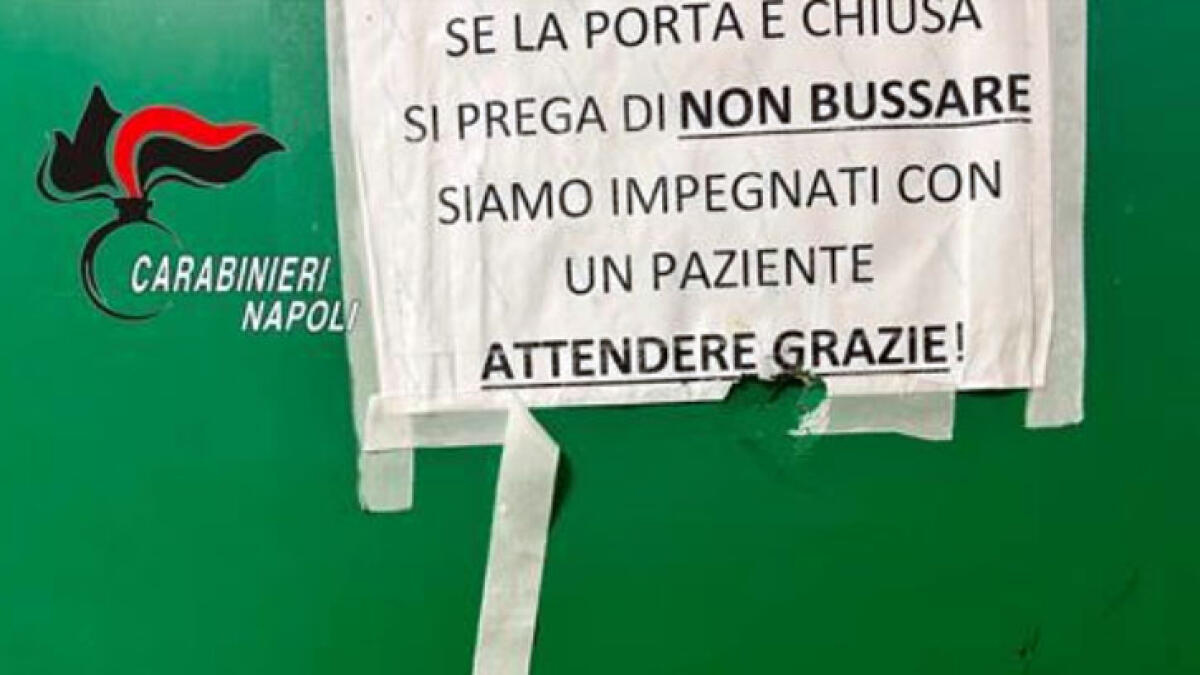 SE LA PORTA È CHIUSA
SI PREGA DI NON BUSSARE
SIAMO IMPEGNATI CON
UN PAZIENTE
ATTENDERE GRAZIE!
CARABINIERI
NAPOLI